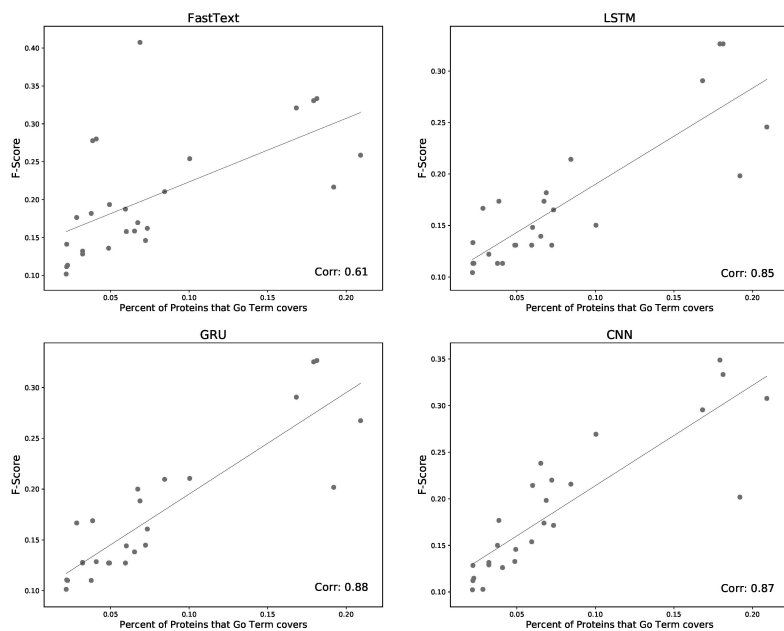 FastText
0.40
0.35
0.30
0.25
0.20
0.15
0.10
F-Score
Corr: 0.61
0.05 0.10 0.15 0.20
Percent of Proteins that Go Term covers
LSTM
0.30
0.25
0.20
0.15
0.10
F-Score
Corr: 0.85
0.05 0.10 0.15 0.20
Percent of Proteins that Go Term covers
GRU
0.30
0.25
0.20
0.15
0.10
F-Score
Corr: 0.88
0.05 0.10 0.15 0.20
Percent of Proteins that Go Term covers
CNN
0.35
0.30
0.25
0.20
0.15
0.10
F-Score
Corr: 0.87
0.05 0.10 0.15 0.20
Percent of Proteins that Go Term covers